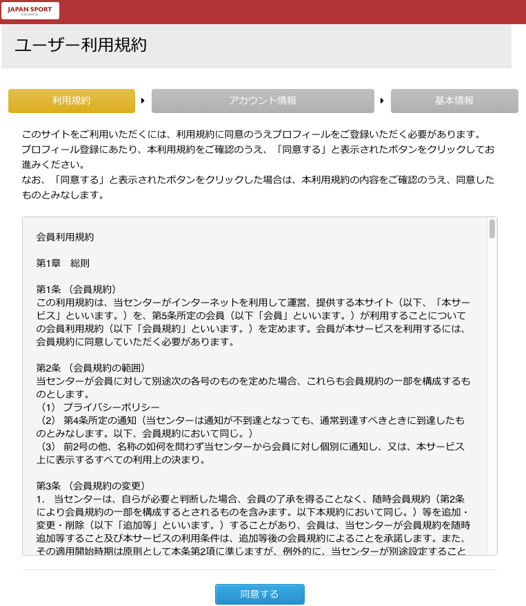 JAPAN SPORT
COUNCIL
ユーザー利用規約
利用規約
アカウント情報
基本情報
このサイトをご利用いただくには、利用規約に同意のうえプロフィールをご登録いただく必要があります。
プロフィール登録にあたり、本利用規約をご確認のうえ、「同意する」と表示されたボタンをクリックしてお
進みください。
なお、「同意する」と表示されたボタンをクリックした場合は、本利用規約の内容をご確認のうえ、同意した
ものとみなします。
会員利用規約
第1章　総則
第1条 （会員規約）
この利用規約は、当センターがインターネットを利用して運営、提供する本サイト（以下、「本サー
ビス」といいます。）を、第5条所定の会員（以下「会員」といいます。）が利用することについて
の会員利用規約（以下「会員規約」といいます。）を定めます。会員が本サービスを利用するには、
会員規約に同意していただく必要があります。
第2条 （会員規約の範囲）
当センターが会員に対して別途次の各号のものを定めた場合、これらも会員規約の一部を構成するも
のとします。
（1） プライバシーポリシー
（2） 第4条所定の通知（当センターは通知が不到達となっても、通常到達すべきときに到達したも
のとみなします。以下、会員規約において同じ。）
（3） 前2号の他、名称の如何を問わず当センターから会員に対し個別に通知し、又は、本サービス
上に表示するすべての利用上の決まり。
第3条 （会員規約の変更）
1.　当センターは、自らが必要と判断した場合、会員の了承を得ることなく、随時会員規約（第2条
により会員規約の一部を構成するとされるものを含みます。以下本規約において同じ。）等を追加・
変更・削除（以下「追加等」といいます。）することがあり、会員は、当センターが会員規約を随時
追加等すること及び本サービスの利用条件は、追加等後の会員規約によることを承諾します。また、
その適用開始時期は原則として本条第2項に準じますが、例外的に、当センターが別途設定すること
同意する